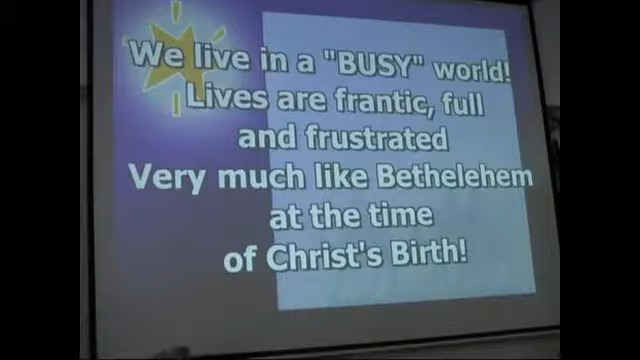 We live in a "BUSY" world!
Lives are frantic, full
and frustrated
Very much like Bethelehem
at the time
of Christ's Birth!